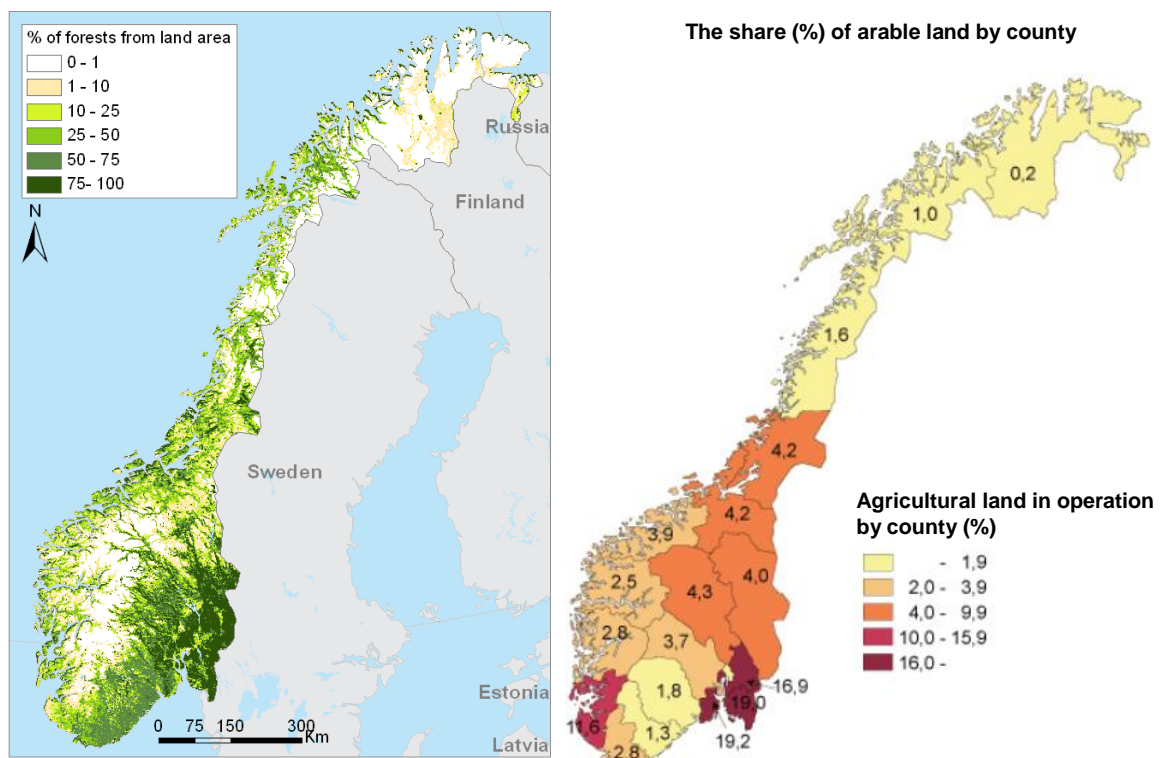 % of forests from land area
0 - 1
1 - 10
10 - 25
25 - 50
50 - 75
75- 100
N
Russia
Finland
Sweden
Estonia
Latvia
0 75 150 300
Km
The share (%) of arable land by county
0,2
1,0
1,6
4,2
4,2
3,9
4,0
2,5
4,3
2,8
3,7
16,9
1,8
19,0
11,6
1,3
19,2
2,8
Agricultural land in operation
by county (%)
- 1,9
2,0 - 3,9
4,0 - 9,9
10,0 - 15,9
16,0 -